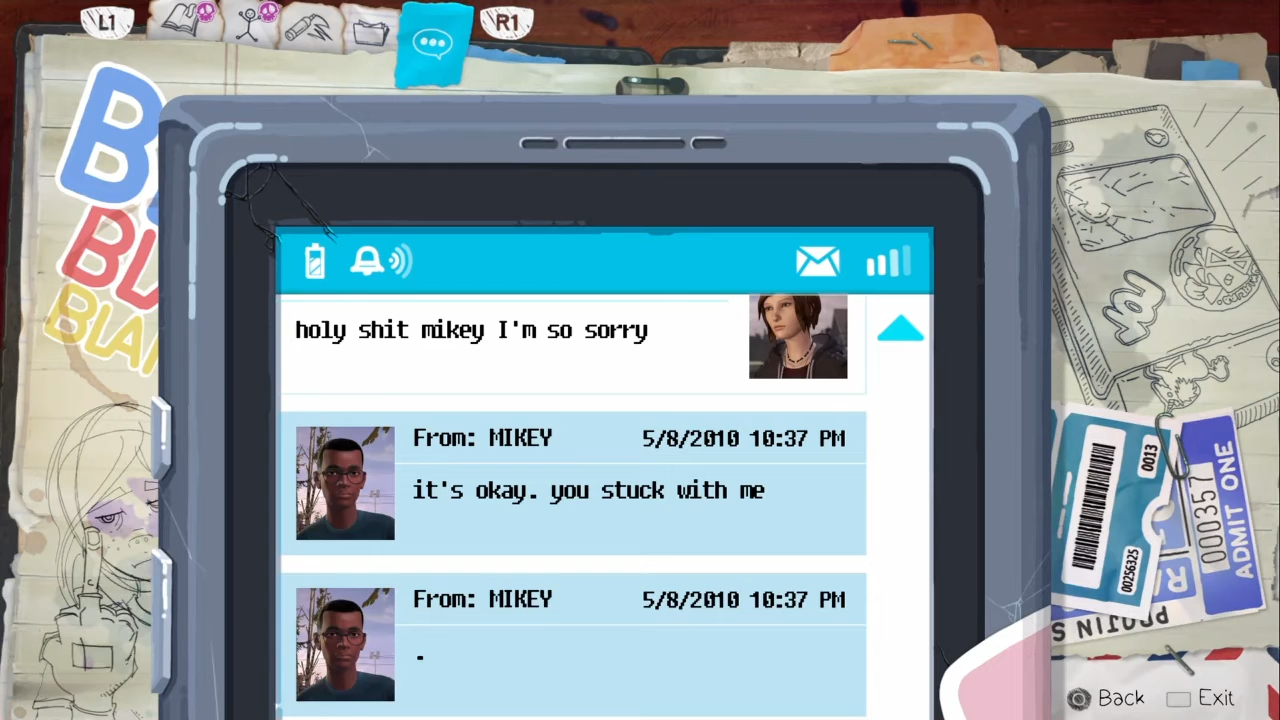 L1
R1
holy shit mikey I'm so sorry
From: MIKEY
5/8/2010 10:37 PM
it's okay. you stuck with me
From: MIKEY
5/8/2010 10:37 PM
.
0013
00256325
000357
ADMIT ONE
Back
Exit